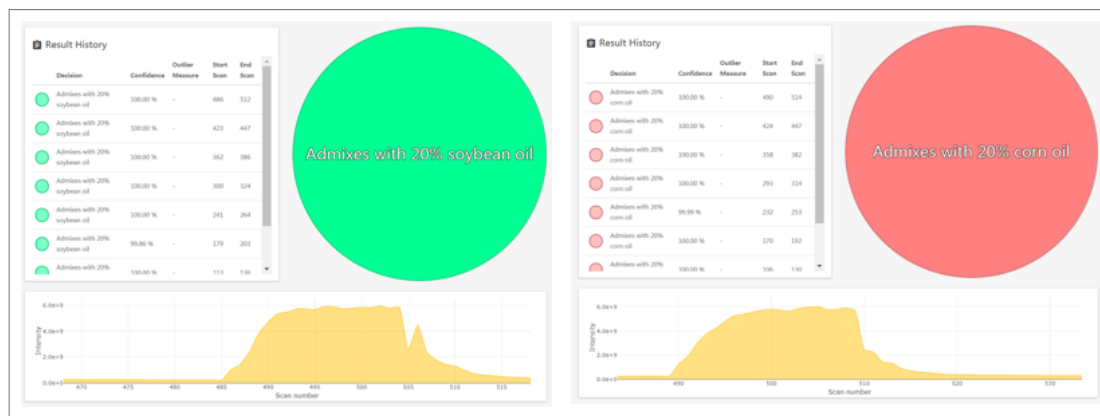 Result History
Decision Confidence Outlier Measure Start Scan End Scan
Admixes with 20% soybean oil 100.00 % - 486 512
Admixes with 20% soybean oil 100.00 % - 423 447
Admixes with 20% soybean oil 100.00 % - 362 386
Admixes with 20% soybean oil 100.00 % - 300 324
Admixes with 20% soybean oil 100.00 % - 241 264
Admixes with 20% soybean oil 99.86 % - 179 203
Admixes with 20% 100.00 % - 113 136
Admixes with 20% soybean oil
6.0e+9
4.0e+9
2.0e+9
0.0e+0
Intensity
470 475 480 485 490 495 500 505 510 515
Scan number
Result History
Decision Confidence Outlier Measure Start Scan End Scan
Admixes with 20% corn oil 100.00 % - 490 514
Admixes with 20% corn oil 100.00 % - 424 447
Admixes with 20% corn oil 100.00 % - 358 382
Admixes with 20% corn oil 100.00 % - 293 314
Admixes with 20% corn oil 99.99 % - 232 253
Admixes with 20% corn oil 100.00 % - 170 192
Admixes with 20% 100.00 % - 106 130
Admixes with 20% corn oil
6.0e+9
4.0e+9
2.0e+9
0.0e+0
Intensity
490 500 510 520 530
Scan number